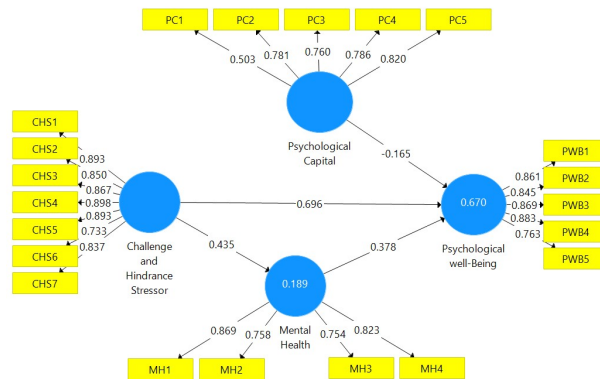 PC1 PC2 PC3 PC4 PC5
0.503 0.781 0.760 0.786 0.820
Psychological
Capital
-0.165
CHS1
CHS2
CHS3
CHS4
CHS5
CHS6
CHS7
0.893
0.850
0.867
0.898
0.893
0.733
0.837
Challenge
and
Hindrance
Stressor
0.696
0.435
0.378
0.670
Psychological
well-Being
0.861
0.845
0.869
0.883
0.763
PWB1
PWB2
PWB3
PWB4
PWB5
0.189
Mental
Health
0.869 0.758 0.754 0.823
MH1 MH2 MH3 MH4